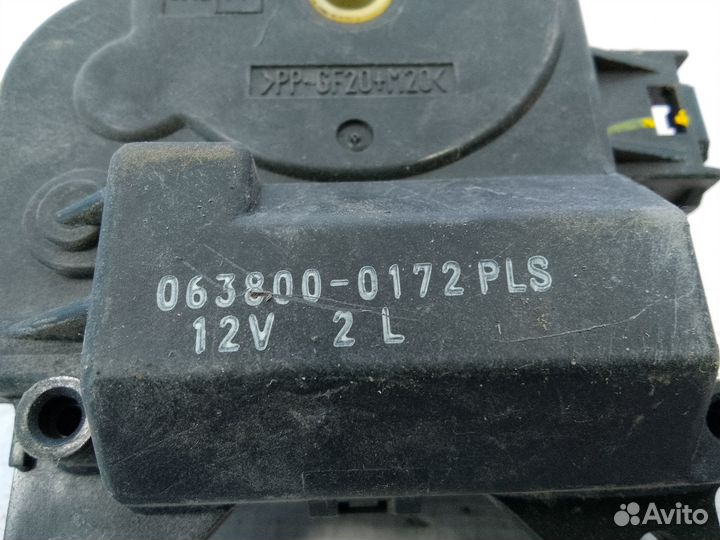 >PP-GF20+M20<
063800-0172 PLS
12V 2 L
Avito